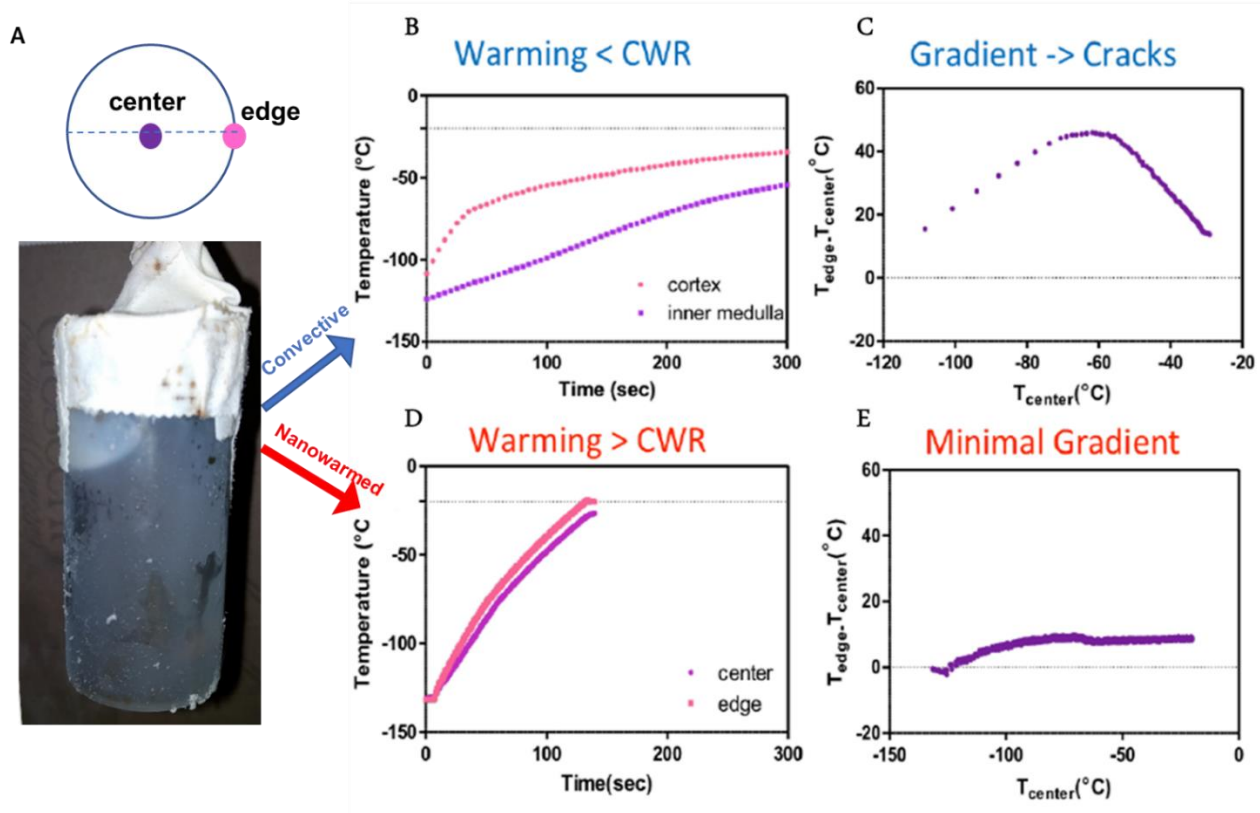 A
center
edge
Convective
Nanowarmed
B
Warming < CWR
Temperature (°C)
0
-50
-100
-150
0
100
200
300
cortex
inner medulla
Time (sec)
C
Gradient -> Cracks
Tedge-Tcenter(°C)
60
40
20
0
-20
-120
-100
-80
-60
-40
-20
Tcenter(°C)
D
Warming > CWR
Temperature (°C
0
-50
-100
-150
0
100
200
300
center
edge
Time(sec)
E
Minimal Gradient
Tedge-Tcenter(°C)
60
40
20
0
-20
-150
-100
-50
0
Tcenter(°C)